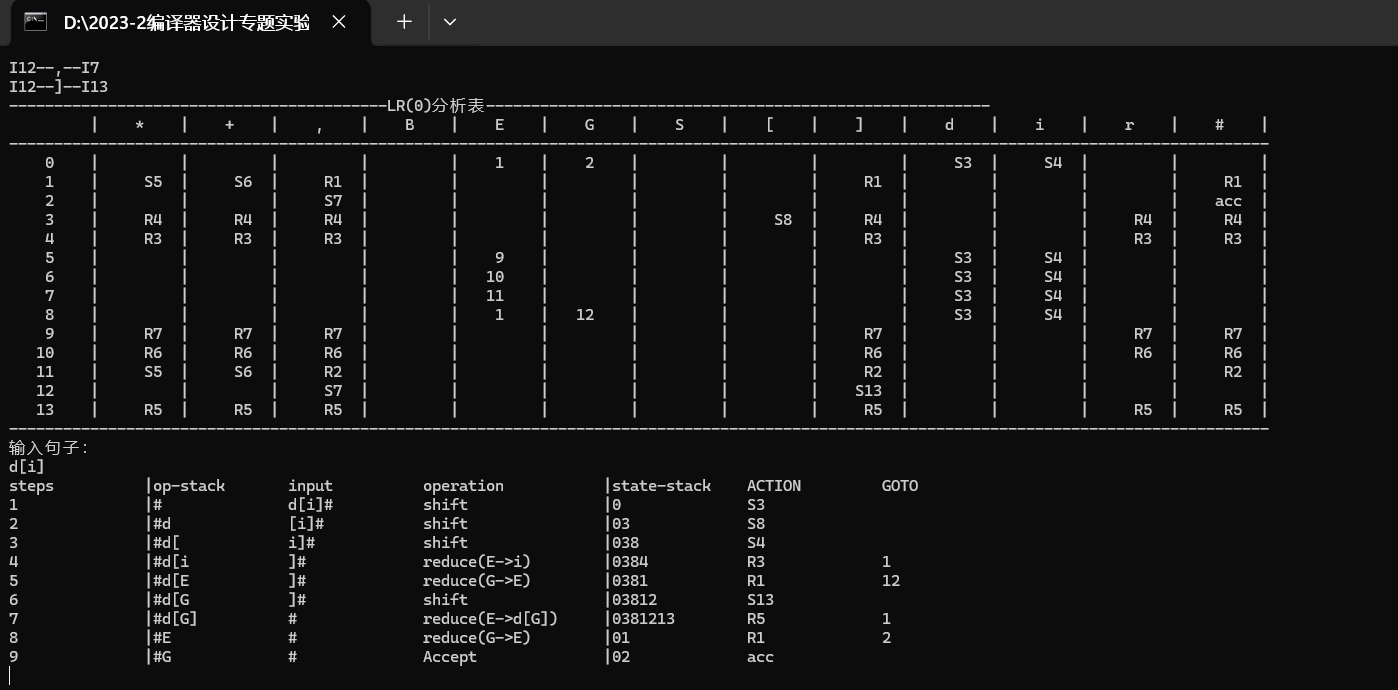 D:\2023-2编译器设计专题实验
I12--,--I7
I12--]--I13
------------------------------------------LR(0)分析表--------------------------------------------------------
| * | + | , | B | E | G | S | [ | ] | d | i | r | # |
0 | | | | | 1 | 2 | | | | S3 | S4 | | |
1 | S5 | S6 | R1 | | | | | | R1 | | | | R1 |
2 | | | S7 | | | | | | | | | | acc |
3 | R4 | R4 | R4 | | | | | S8 | R4 | | | R4 | R4 |
4 | R3 | R3 | R3 | | | | | | R3 | | | R3 | R3 |
5 | | | | | 9 | | | | | S3 | S4 | | |
6 | | | | | 10 | | | | | S3 | S4 | | |
7 | | | | | 11 | | | | | S3 | S4 | | |
8 | | | | | 1 | 12 | | | | S3 | S4 | | |
9 | R7 | R7 | R7 | | | | | | R7 | | | R7 | R7 |
10 | R6 | R6 | R6 | | | | | | R6 | | | R6 | R6 |
11 | S5 | S6 | R2 | | | | | | R2 | | | | R2 |
12 | | | S7 | | | | | | S13 | | | | |
13 | R5 | R5 | R5 | | | | | | R5 | | | R5 | R5 |
输入句子:
d[i]
steps |op-stack input operation |state-stack ACTION GOTO
1 |# d[i]# shift |0 S3
2 |#d [i]# shift |03 S8
3 |#d[ i]# shift |038 S4
4 |#d[i ]# reduce(E->i) |0384 R3 1
5 |#d[E ]# reduce(G->E) |0381 R1 12
6 |#d[G ]# shift |03812 S13
7 |#d[G] # reduce(E->d[G]) |0381213 R5 1
8 |#E # reduce(G->E) |01 R1 2
9 |#G # Accept |02 acc